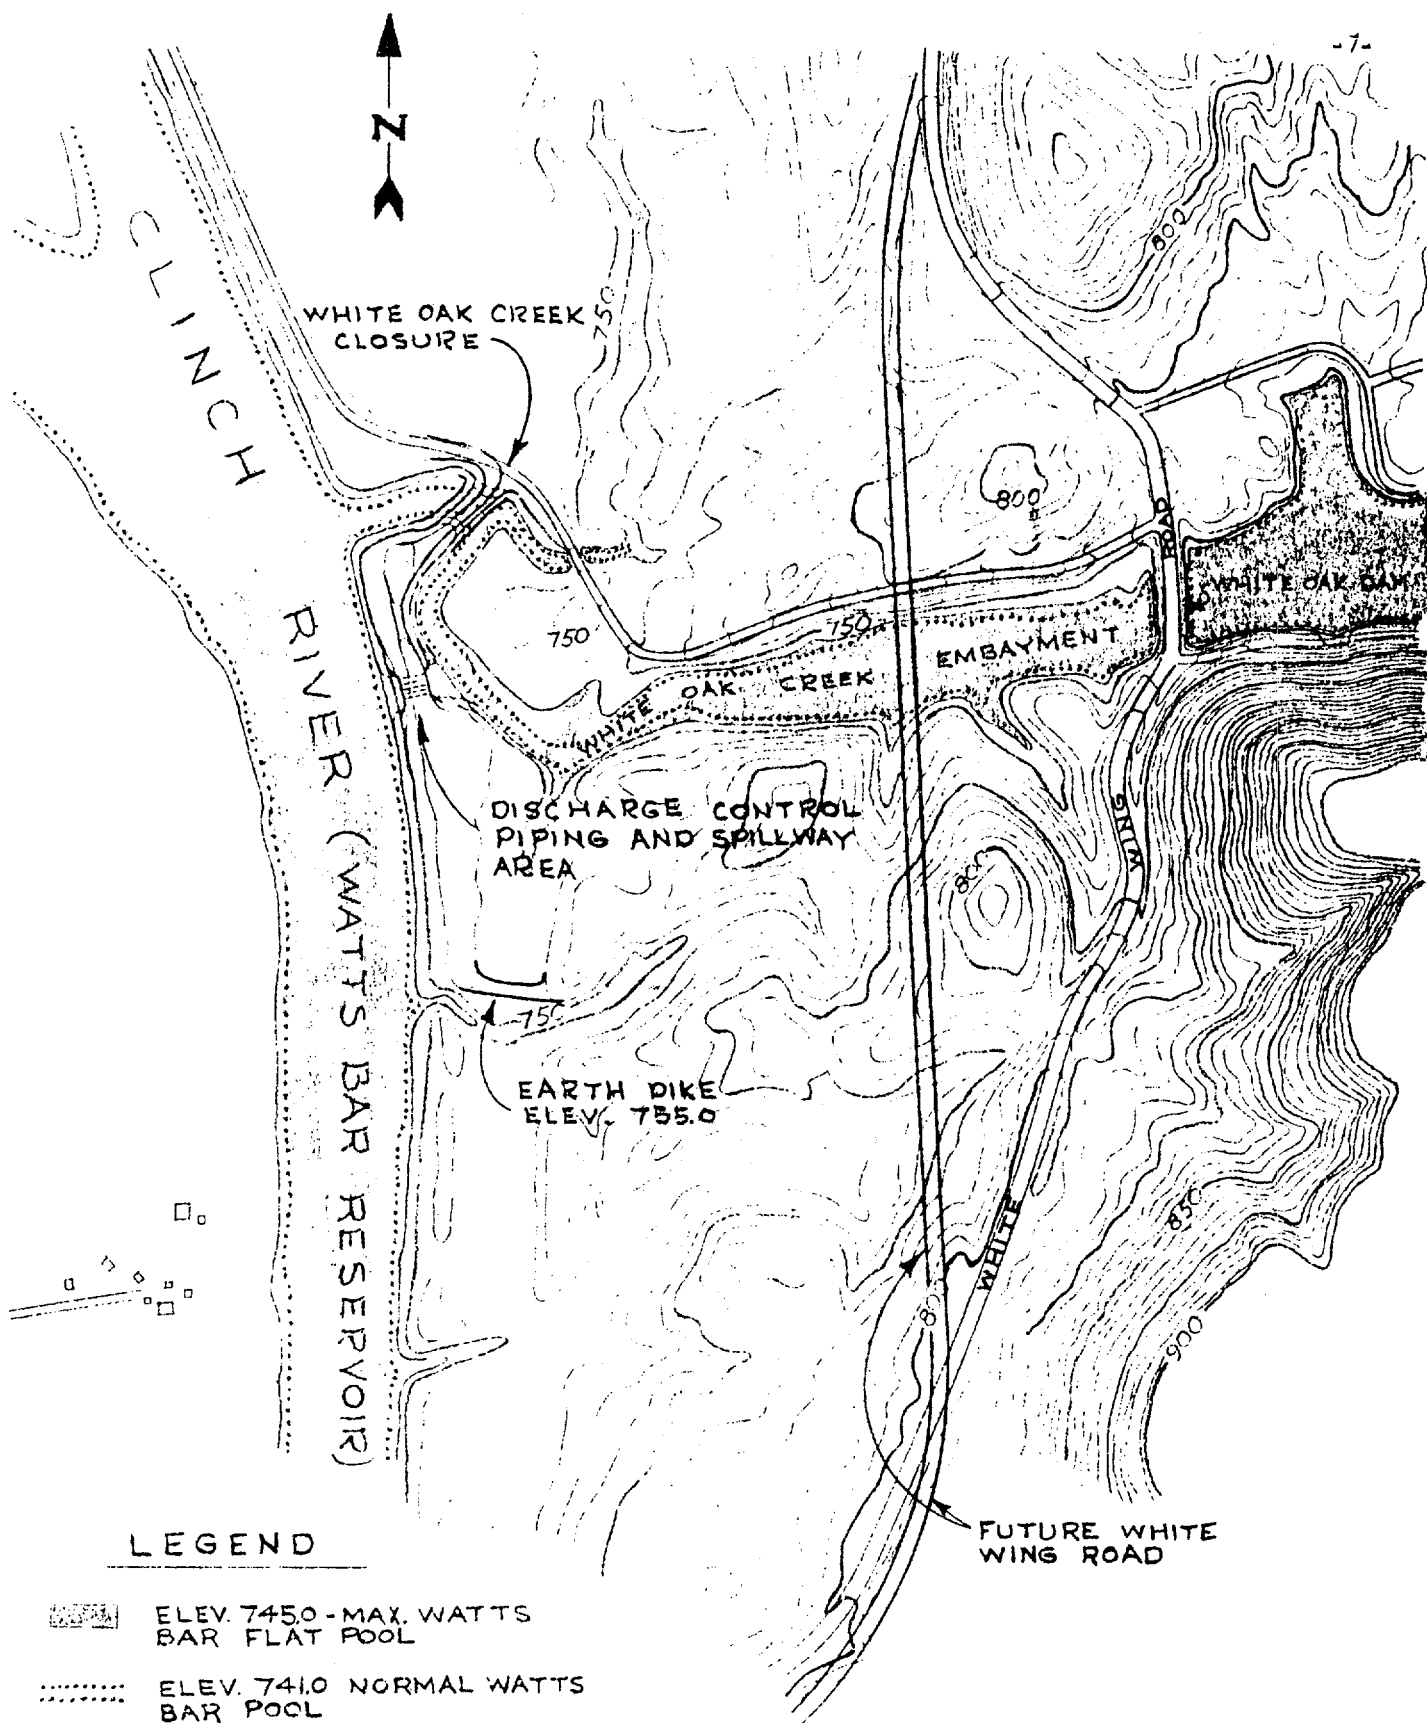 -7-
N
CLINCH
800
WHITE OAK CREEK
CLOSURE
750
800
ROAD
WHITE OAK DAM
RIVER (WATTS BAR RESERVOIR)
750
750
WHITE OAK CREEK EMBAYMENT
DISCHARGE CONTROL
PIPING AND SPILLWAY
AREA
WING
800
750
EARTH DIKE
ELEV. 755.0
850
WHITE
900
FUTURE WHITE
WING ROAD
LEGEND
ELEV. 745.0 - MAX. WATTS
BAR FLAT POOL
ELEV. 741.0 NORMAL WATTS
BAR POOL